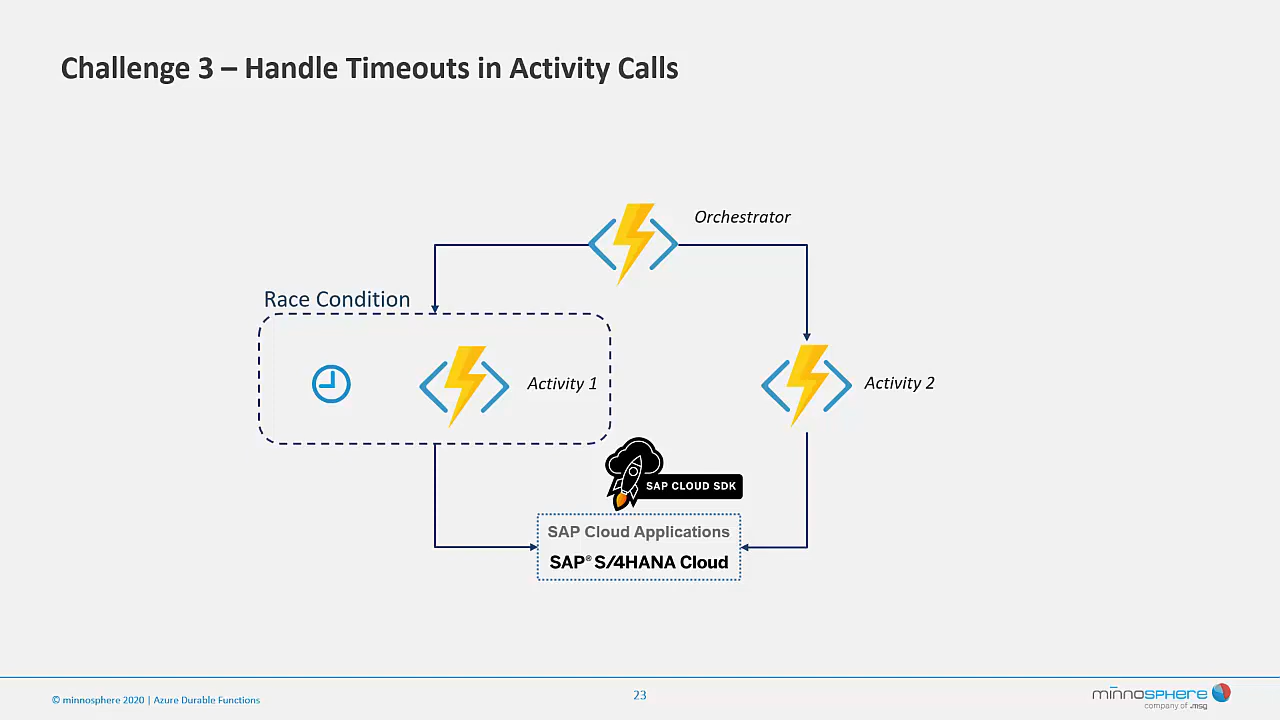 Challenge 3 – Handle Timeouts in Activity Calls
Orchestrator
Race Condition
Activity 1
Activity 2
SAP CLOUD SDK
SAP Cloud Applications
SAP® S/4HANA Cloud
© minnosphere 2020 | Azure Durable Functions
23
minnosphere
company of .msg